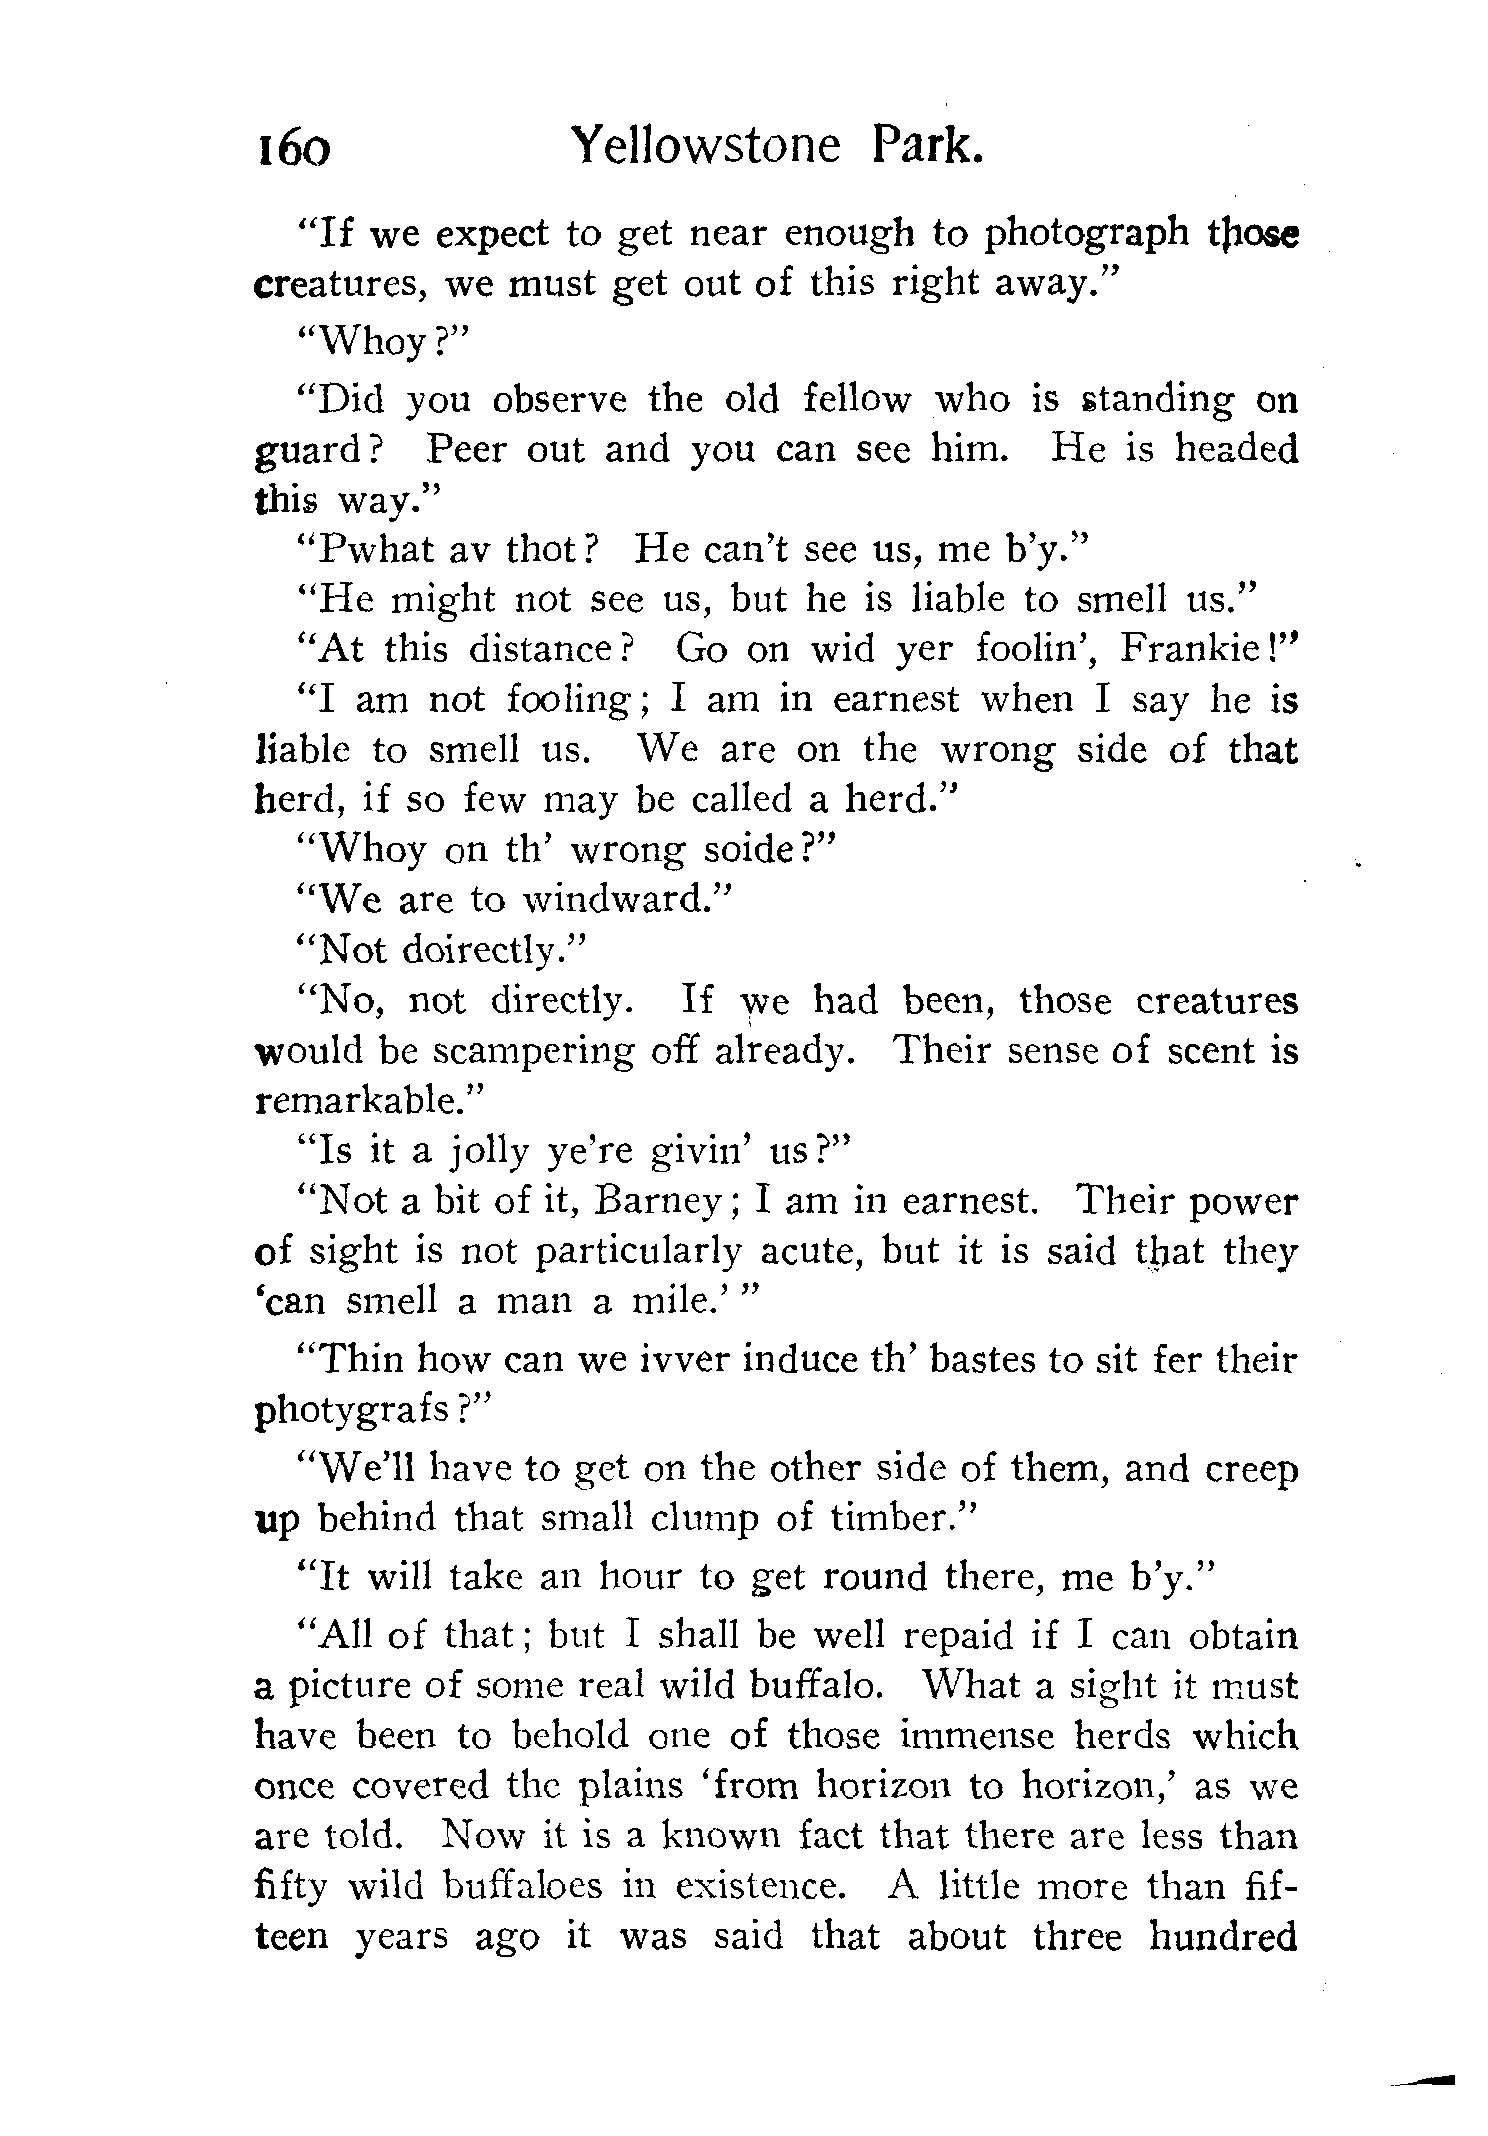 160 Yellowstone Park.
"If we expect to get near enough to photograph those
creatures, we must get out of this right away."
"Whoy?"
"Did you observe the old fellow who is standing on
guard? Peer out and you can see him. He is headed
this way."
"Pwhat av thot? He can't see us, me b'y."
"He might not see us, but he is liable to smell us."
"At this distance? Go on wid yer foolin', Frankie!"
"I am not fooling; I am in earnest when I say he is
liable to smell us. We are on the wrong side of that
herd, if so few may be called a herd."
"Whoy on th' wrong soide?"
"We are to windward."
"Not doirectly."
"No, not directly. If we had been, those creatures
would be scampering off already. Their sense of scent is
remarkable."
"Is it a jolly ye're givin' us?"
"Not a bit of it, Barney; I am in earnest. Their power
of sight is not particularly acute, but it is said that they
'can smell a man a mile.' "
"Thin how can we ivver induce th' bastes to sit fer their
photygrafs?"
"We'll have to get on the other side of them, and creep
up behind that small clump of timber."
"It will take an hour to get round there, me b'y."
"All of that; but I shall be well repaid if I can obtain
a picture of some real wild buffalo. What a sight it must
have been to behold one of those immense herds which
once covered the plains 'from horizon to horizon,' as we
are told. Now it is a known fact that there are less than
fifty wild buffaloes in existence. A little more than fif-
teen years ago it was said that about three hundred